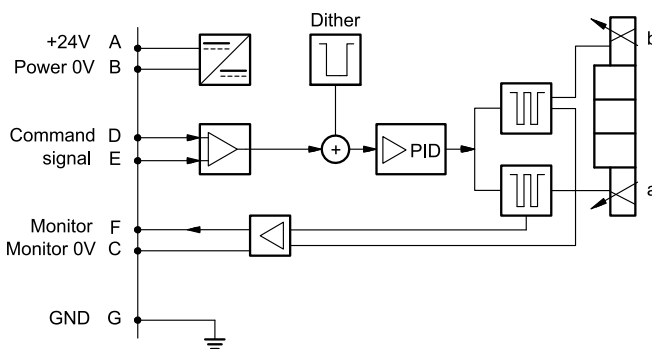 Dither
+24V A
Power 0V B
b
Command D
signal E
+
PID
a
Monitor F
Monitor 0V C
GND G